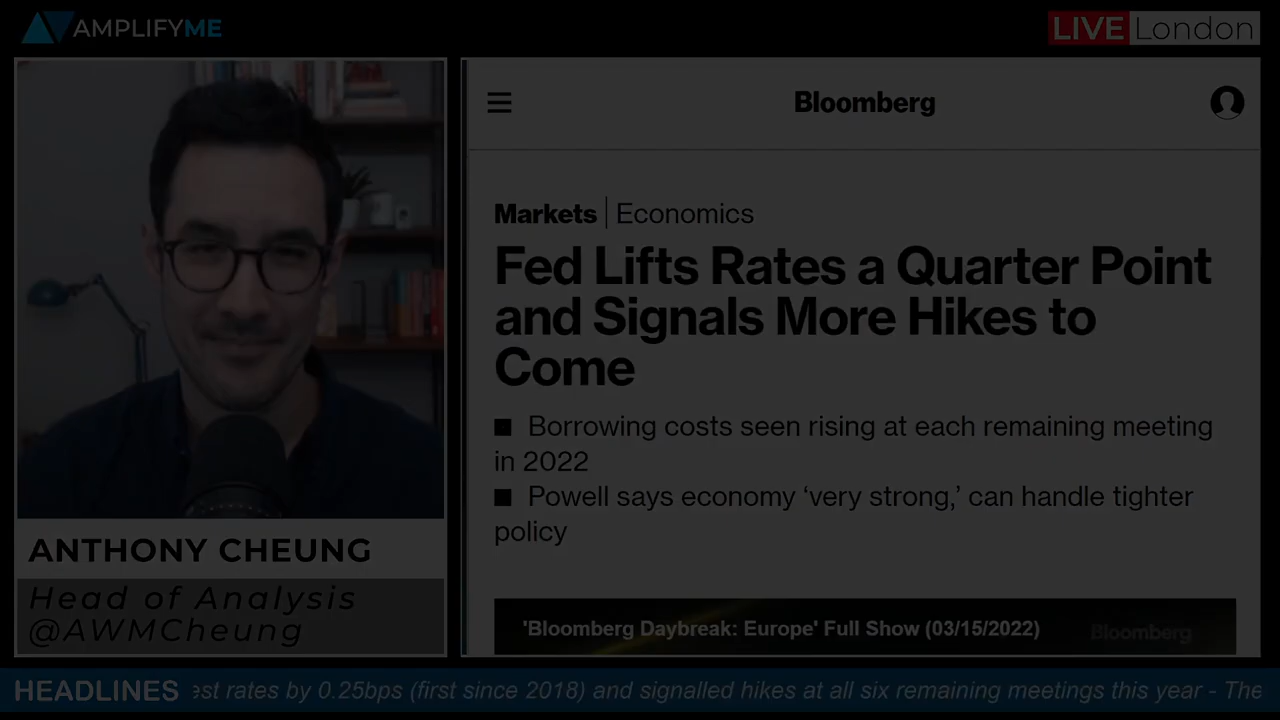 AMPLIFYME
LIVE London
Bloomberg
Markets | Economics
Fed Lifts Rates a Quarter Point
and Signals More Hikes to
Come
■ Borrowing costs seen rising at each remaining meeting
in 2022
■ Powell says economy ‘very strong,’ can handle tighter
policy
'Bloomberg Daybreak: Europe' Full Show (03/15/2022)
Bloomberg
ANTHONY CHEUNG
Head of Analysis
@AWMCheung
HEADLINES est rates by 0.25bps (first since 2018) and signalled hikes at all six remaining meetings this year - The